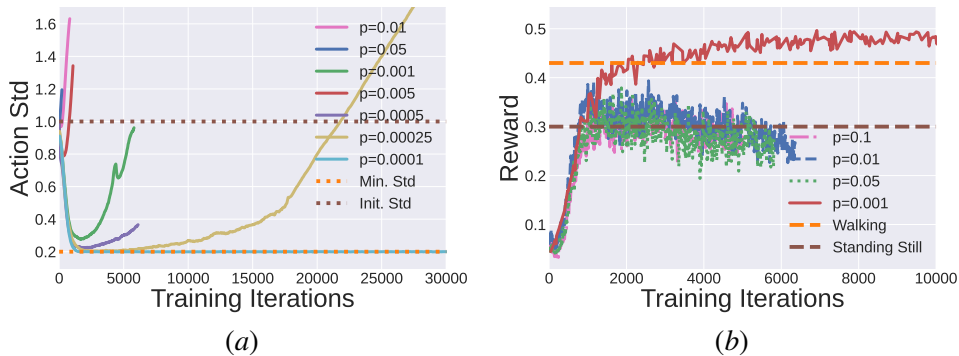 1.6
1.4
1.2
1.0
0.8
0.6
0.4
0.2
Action Std
p=0.01
p=0.05
p=0.001
p=0.005
p=0.0005
p=0.00025
p=0.0001
Min. Std
Init. Std
0 5000 10000 15000 20000 25000 30000
Training Iterations
(a)
0.5
0.4
0.3
0.2
0.1
Reward
p=0.1
p=0.01
p=0.05
p=0.001
Walking
Standing Still
0 2000 4000 6000 8000 10000
Training Iterations
(b)